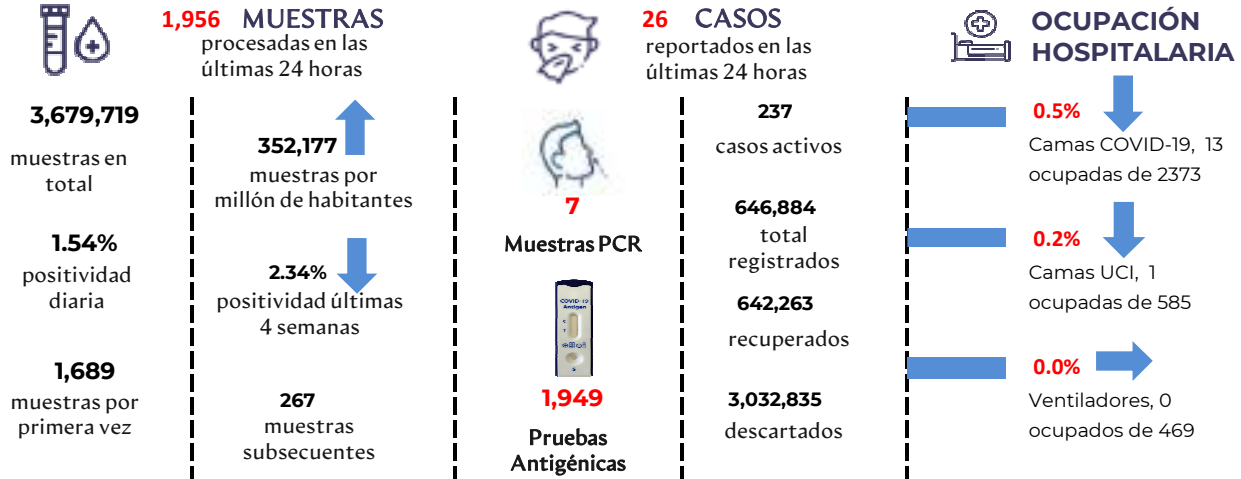 1,956 MUESTRAS
procesadas en las
últimas 24 horas
3,679,719
muestras en
total
1.54%
positividad
diaria
1,689
muestras por
primera vez
352,177
muestras por
millón de habitantes
2.34%
positividad últimas
4 semanas
267
muestras
subsecuentes
26 CASOS
reportados en las
últimas 24 horas
7
Muestras PCR
COVID-19
Antigen
C
T
S
1,949
Pruebas
Antigénicas
237
casos activos
646,884
total
registrados
642,263
recuperados
3,032,835
descartados
OCUPACIÓN
HOSPITALARIA
0.5%
Camas COVID-19, 13
ocupadas de 2373
0.2%
Camas UCI, 1
ocupadas de 585
0.0%
Ventiladores, 0
ocupados de 469